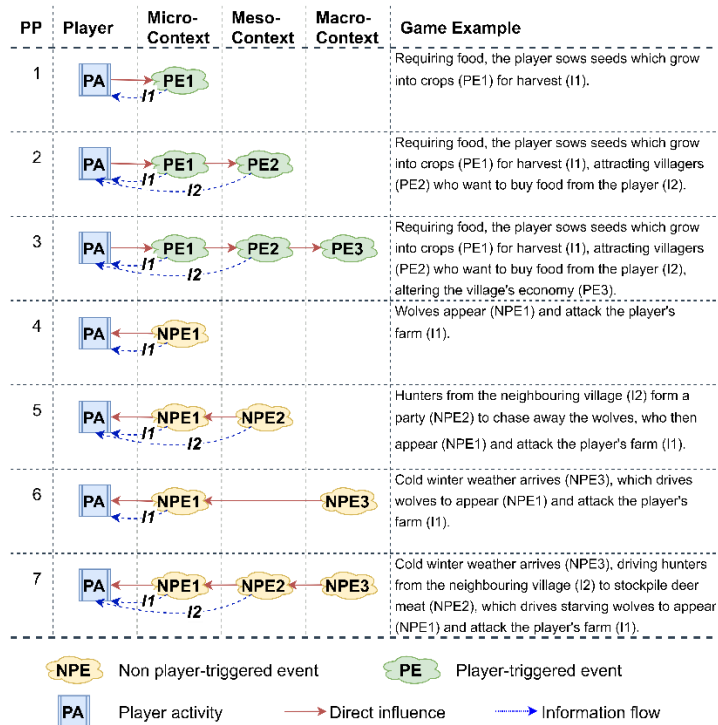 PP Player Micro-Context Meso-Context Macro-Context Game Example
1 PA PE1 I1
Requiring food, the player sows seeds which grow
into crops (PE1) for harvest (I1).
2 PA PE1 PE2 I1 I2
Requiring food, the player sows seeds which grow
into crops (PE1) for harvest (I1), attracting villagers
(PE2) who want to buy food from the player (I2).
3 PA PE1 PE2 PE3 I1 I2
Requiring food, the player sows seeds which grow
into crops (PE1) for harvest (I1), attracting villagers
(PE2) who want to buy food from the player (I2),
altering the village's economy (PE3).
4 PA NPE1 I1
Wolves appear (NPE1) and attack the player's
farm (I1).
5 PA NPE1 NPE2 I1 I2
Hunters from the neighbouring village (I2) form a
party (NPE2) to chase away the wolves, who then
appear (NPE1) and attack the player's farm (I1).
6 PA NPE1 NPE3 I1
Cold winter weather arrives (NPE3), which drives
wolves to appear (NPE1) and attack the player's
farm (I1).
7 PA NPE1 NPE2 NPE3 I1 I2
Cold winter weather arrives (NPE3), driving hunters
from the neighbouring village (I2) to stockpile deer
meat (NPE2), which drives starving wolves to appear
(NPE1) and attack the player's farm (I1).
NPE Non player-triggered event PE Player-triggered event
PA Player activity Direct influence Information flow